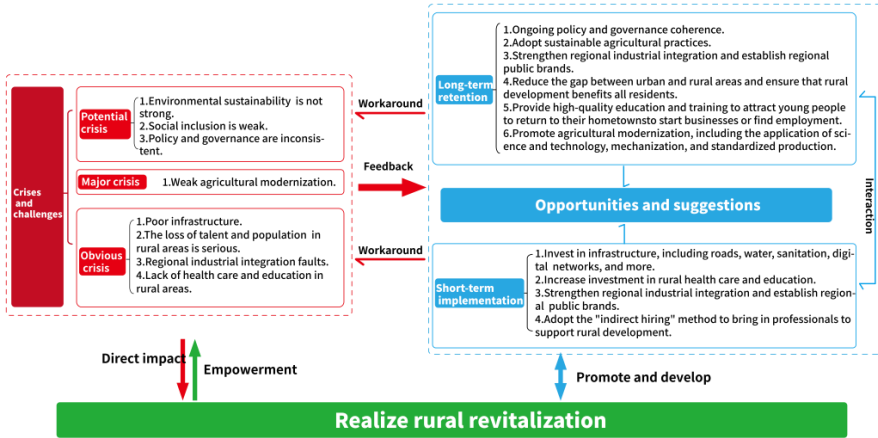 Crises
and
challenges
Potential
crisis
1.Environmental sustainability is not
strong.
2.Social inclusion is weak.
3.Policy and governance are inconsis-
tent.
Major crisis
1.Weak agricultural modernization.
Obvious
crisis
1.Poor infrastructure.
2.The loss of talent and population in
rural areas is serious.
3.Regional industrial integration faults.
4.Lack of health care and education in
rural areas.
Workaround
Feedback
Workaround
Long-term
retention
1.Ongoing policy and governance coherence.
2.Adopt sustainable agricultural practices.
3.Strengthen regional industrial integration and establish regional
public brands.
4.Reduce the gap between urban and rural areas and ensure that rural
development benefits all residents.
5.Provide high-quality education and training to attract young people
to return to their hometownsto start businesses or find employment.
6.Promote agricultural modernization, including the application of sci-
ence and technology, mechanization, and standardized production.
Opportunities and suggestions
Interaction
Short-term
implementation
1.Invest in infrastructure, including roads, water, sanitation, digi-
tal networks, and more.
2.Increase investment in rural health care and education.
3.Strengthen regional industrial integration and establish region-
al public brands.
4.Adopt the "indirect hiring" method to bring in professionals to
support rural development.
Direct impact
Empowerment
Promote and develop
Realize rural revitalization